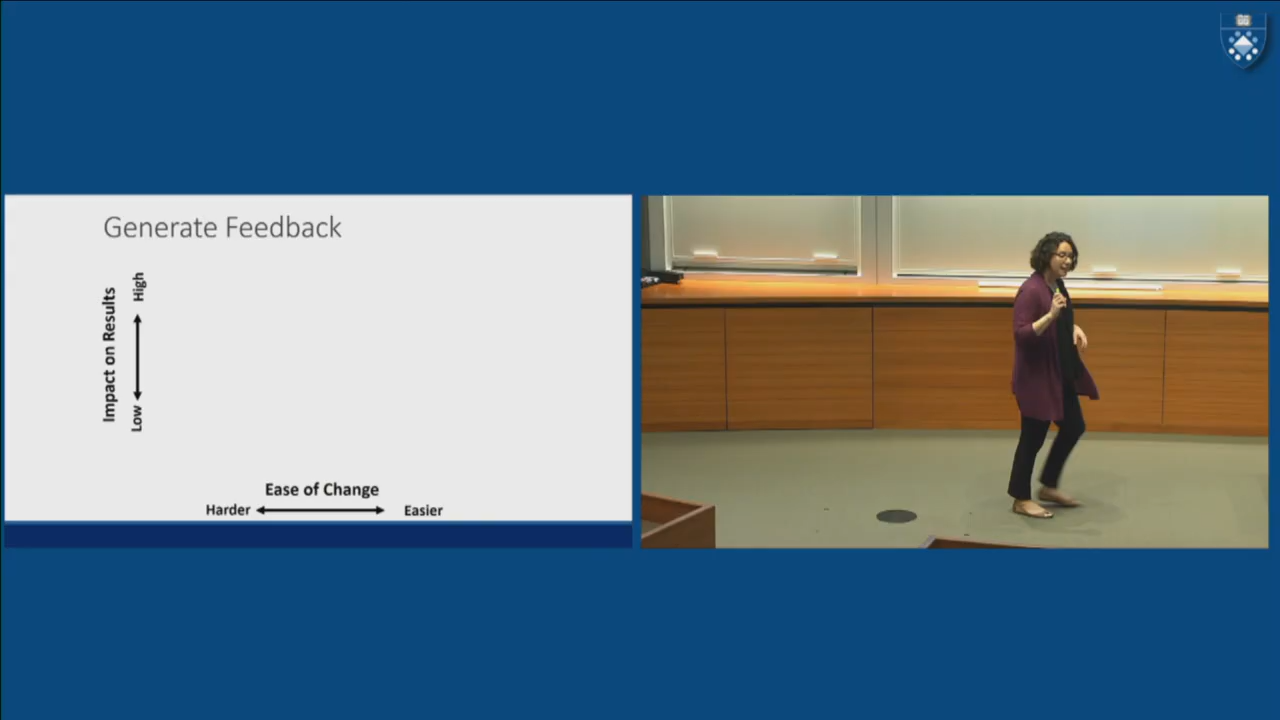 Generate Feedback
High
Impact on Results
Low
Ease of Change
Harder
Easier